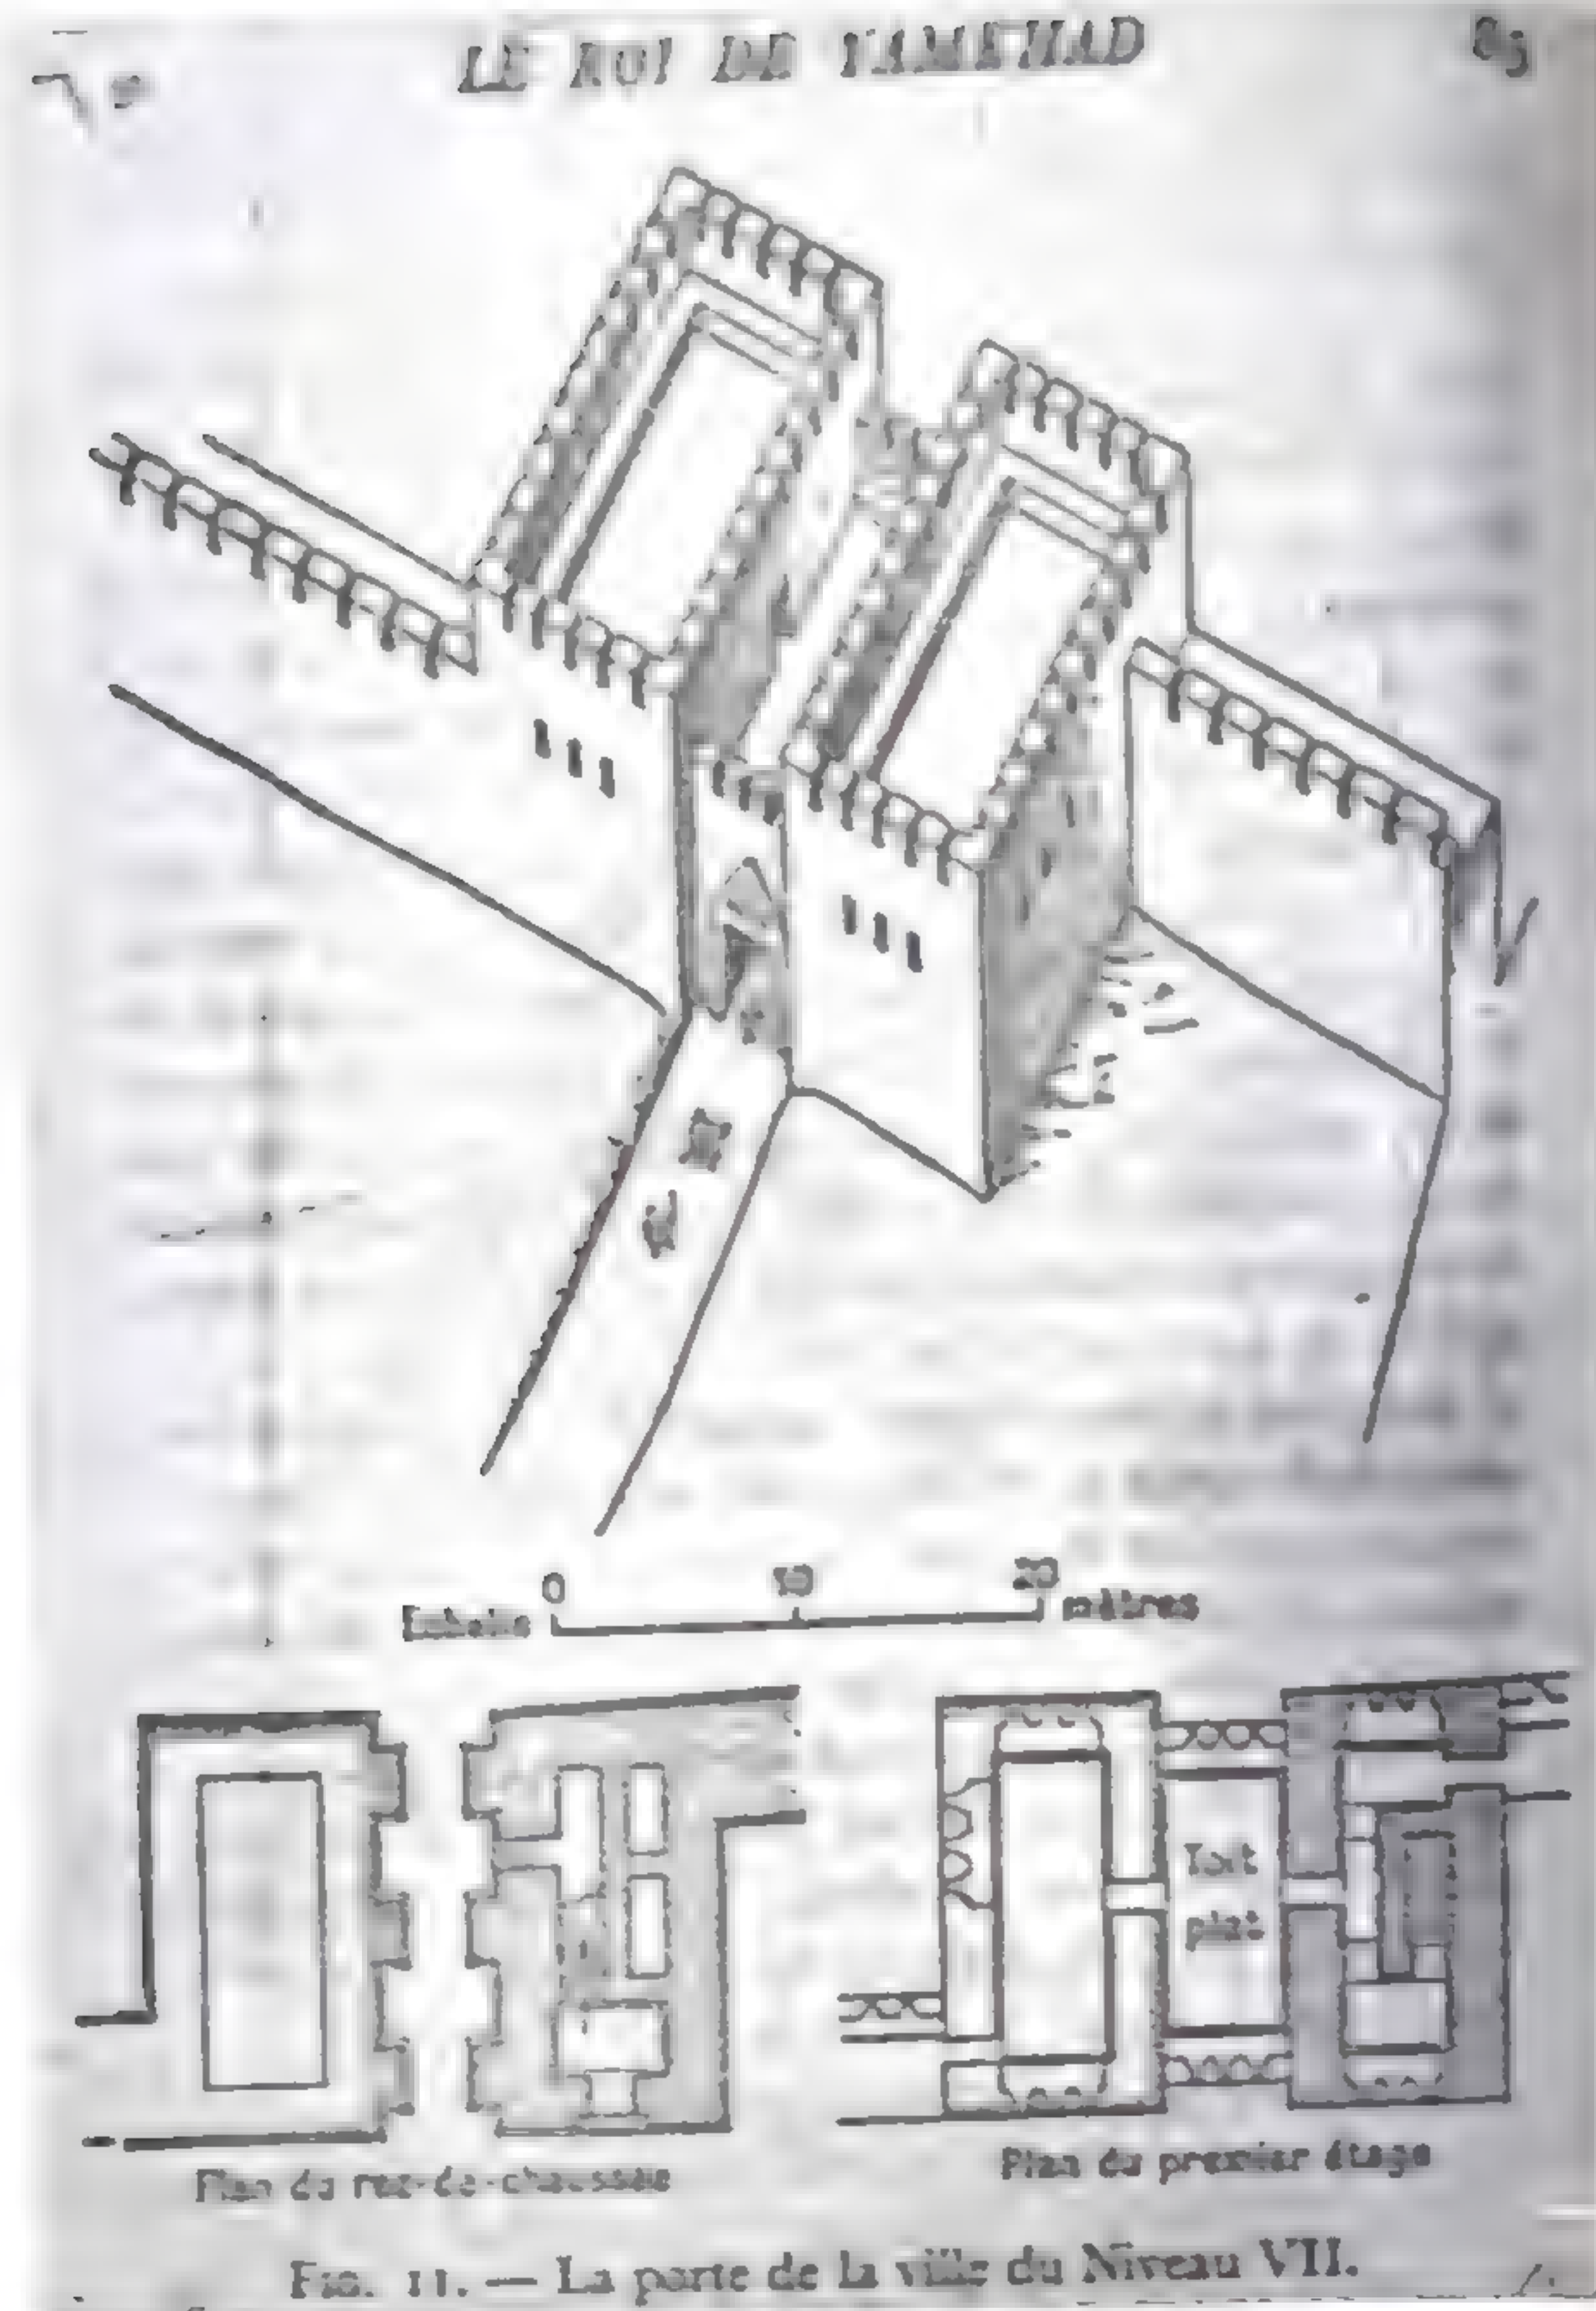 LE ROI DE YAMKHAD 83
0 10 20
Echelle mètres
Toit
plat
Plan du rez-de-chaussée
Plan du premier étage
FIG. 11. — La porte de la ville du Niveau VII.